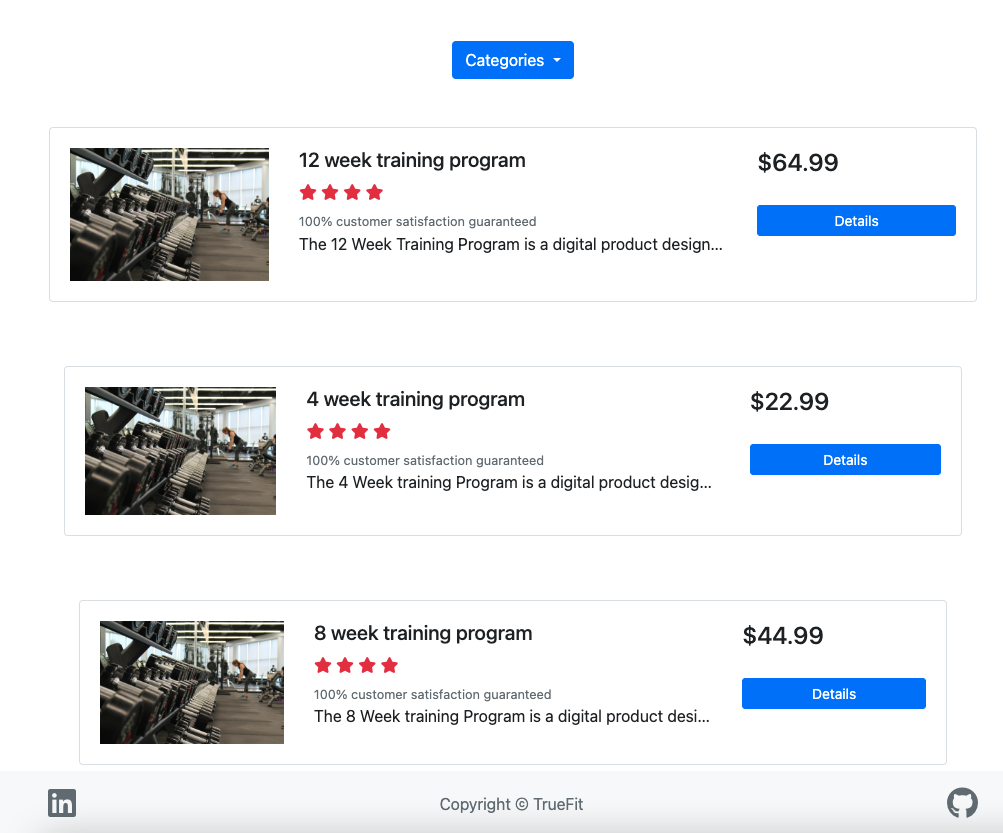 Categories
12 week training program
$64.99
100% customer satisfaction guaranteed
Details
The 12 Week Training Program is a digital product design...
4 week training program
$22.99
100% customer satisfaction guaranteed
Details
The 4 Week training Program is a digital product desig...
8 week training program
$44.99
100% customer satisfaction guaranteed
Details
The 8 Week training Program is a digital product desi...
in
Copyright © TrueFit